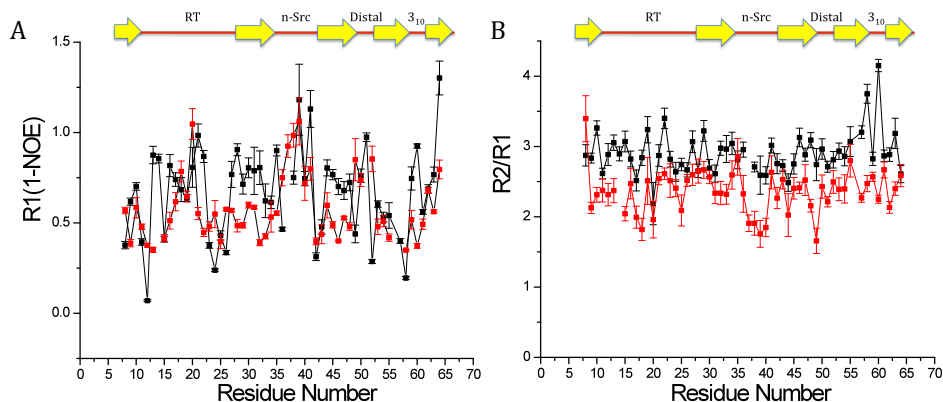 A
RT
n-Src
Distal
3₁₀
1.5
1.0
0.5
0.0
R1(1-NOE)
0 5 10 15 20 25 30 35 40 45 50 55 60 65 70
Residue Number
B
RT
n-Src
Distal
3₁₀
4
3
2
1
0
R2/R1
0 5 10 15 20 25 30 35 40 45 50 55 60 65 70
Residue Number